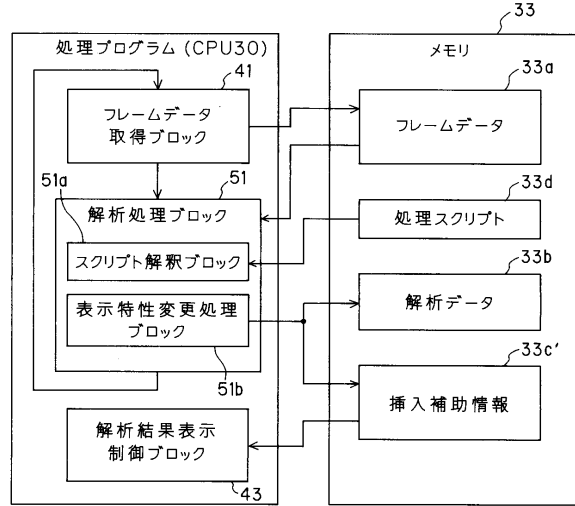 33
処理プログラム(CPU30)
メモリ
41
33a
フレームデータ
取得ブロック
フレームデータ
51a
51
33d
解析処理ブロック
処理スクリプト
スクリプト解釈ブロック
33b
表示特性変更処理
ブロック
解析データ
51b
33c'
解析結果表示
制御ブロック
挿入補助情報
43